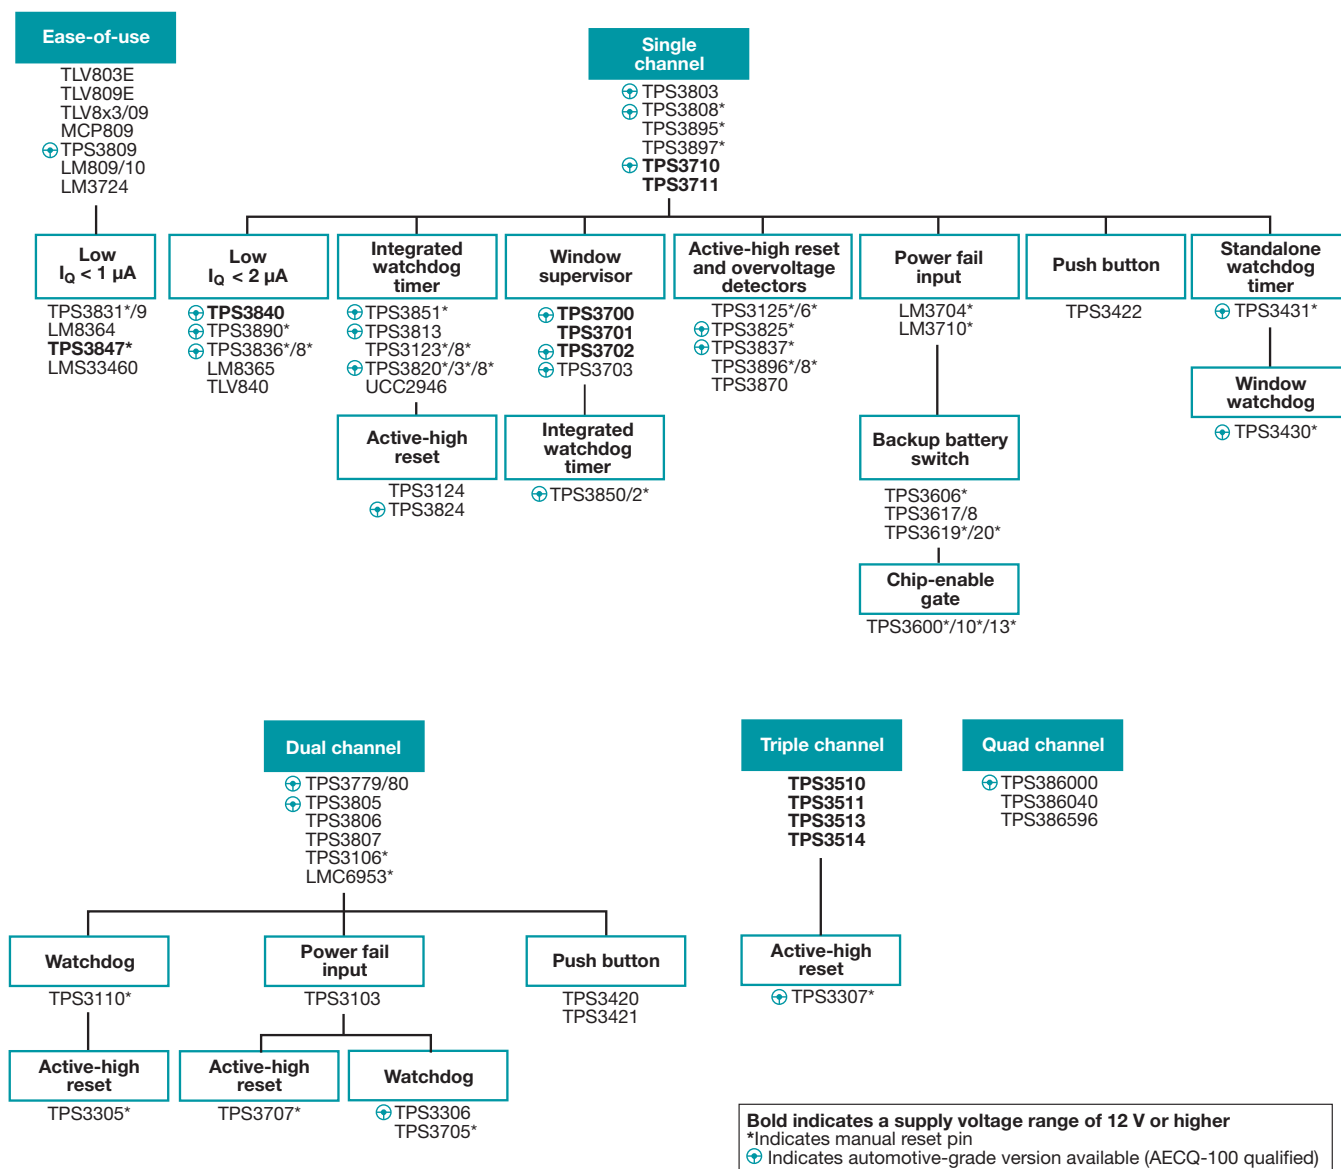 Ease-of-use
TLV803E
TLV809E
TLV8x3/09
MCP809
TPS3809
LM809/10
LM3724
Low
IQ < 1 µA
TPS3831*/9
LM8364
TPS3847*
LMS33460
Single
channel
TPS3803
TPS3808*
TPS3895*
TPS3897*
TPS3710
TPS3711
Low
IQ < 2 µA
TPS3840
TPS3890*
TPS3836*/8*
LM8365
TLV840
Integrated
watchdog
timer
TPS3851*
TPS3813
TPS3123*/8*
TPS3820*/3*/8*
UCC2946
Active-high
reset
TPS3124
TPS3824
Window
supervisor
TPS3700
TPS3701
TPS3702
TPS3703
Integrated
watchdog
timer
TPS3850/2*
Active-high reset
and overvoltage
detectors
TPS3125*/6*
TPS3825*
TPS3837*
TPS3896*/8*
TPS3870
Power fail
input
LM3704*
LM3710*
Backup battery
switch
TPS3606*
TPS3617/8
TPS3619*/20*
Chip-enable
gate
TPS3600*/10*/13*
Push button
TPS3422
Standalone
watchdog
timer
TPS3431*
Window
watchdog
TPS3430*
Dual channel
TPS3779/80
TPS3805
TPS3806
TPS3807
TPS3106*
LMC6953*
Watchdog
TPS3110*
Active-high
reset
TPS3305*
Power fail
input
TPS3103
Active-high
reset
TPS3707*
Watchdog
TPS3306
TPS3705*
Push button
TPS3420
TPS3421
Triple channel
TPS3510
TPS3511
TPS3513
TPS3514
Active-high
reset
TPS3307*
Quad channel
TPS386000
TPS386040
TPS386596
Bold indicates a supply voltage range of 12 V or higher
*Indicates manual reset pin
Indicates automotive-grade version available (AECQ-100 qualified)